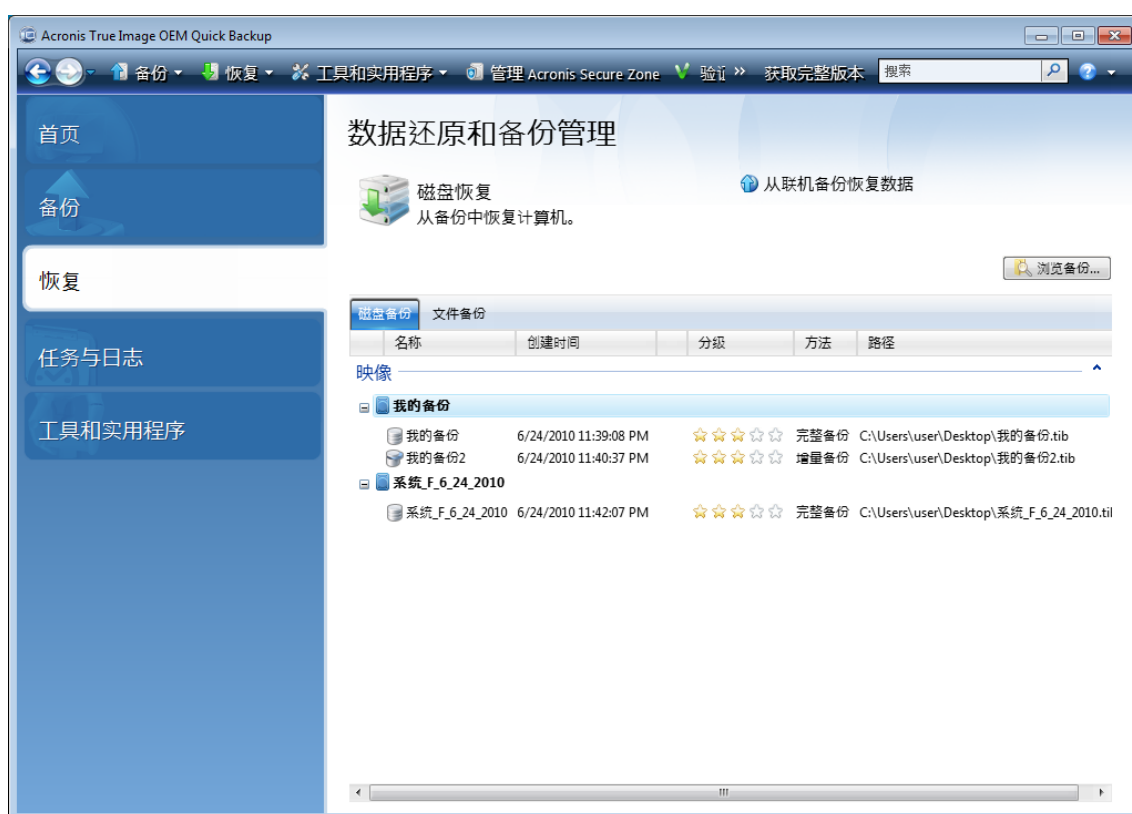 Acronis True Image OEM Quick Backup
备份 恢复 工具和实用程序 管理 Acronis Secure Zone 验证 » 获取完整版本 搜索
首页
备份
恢复
任务与日志
工具和实用程序
数据还原和备份管理
磁盘恢复
从备份中恢复计算机。
从联机备份恢复数据
浏览备份...
磁盘备份 文件备份
名称 创建时间 分级 方法 路径
映像
我的备份
我的备份 6/24/2010 11:39:08 PM 完整备份 C:\Users\user\Desktop\我的备份.tib
我的备份2 6/24/2010 11:40:37 PM 增量备份 C:\Users\user\Desktop\我的备份2.tib
系统_F_6_24_2010
系统_F_6_24_2010 6/24/2010 11:42:07 PM 完整备份 C:\Users\user\Desktop\系统_F_6_24_2010.til